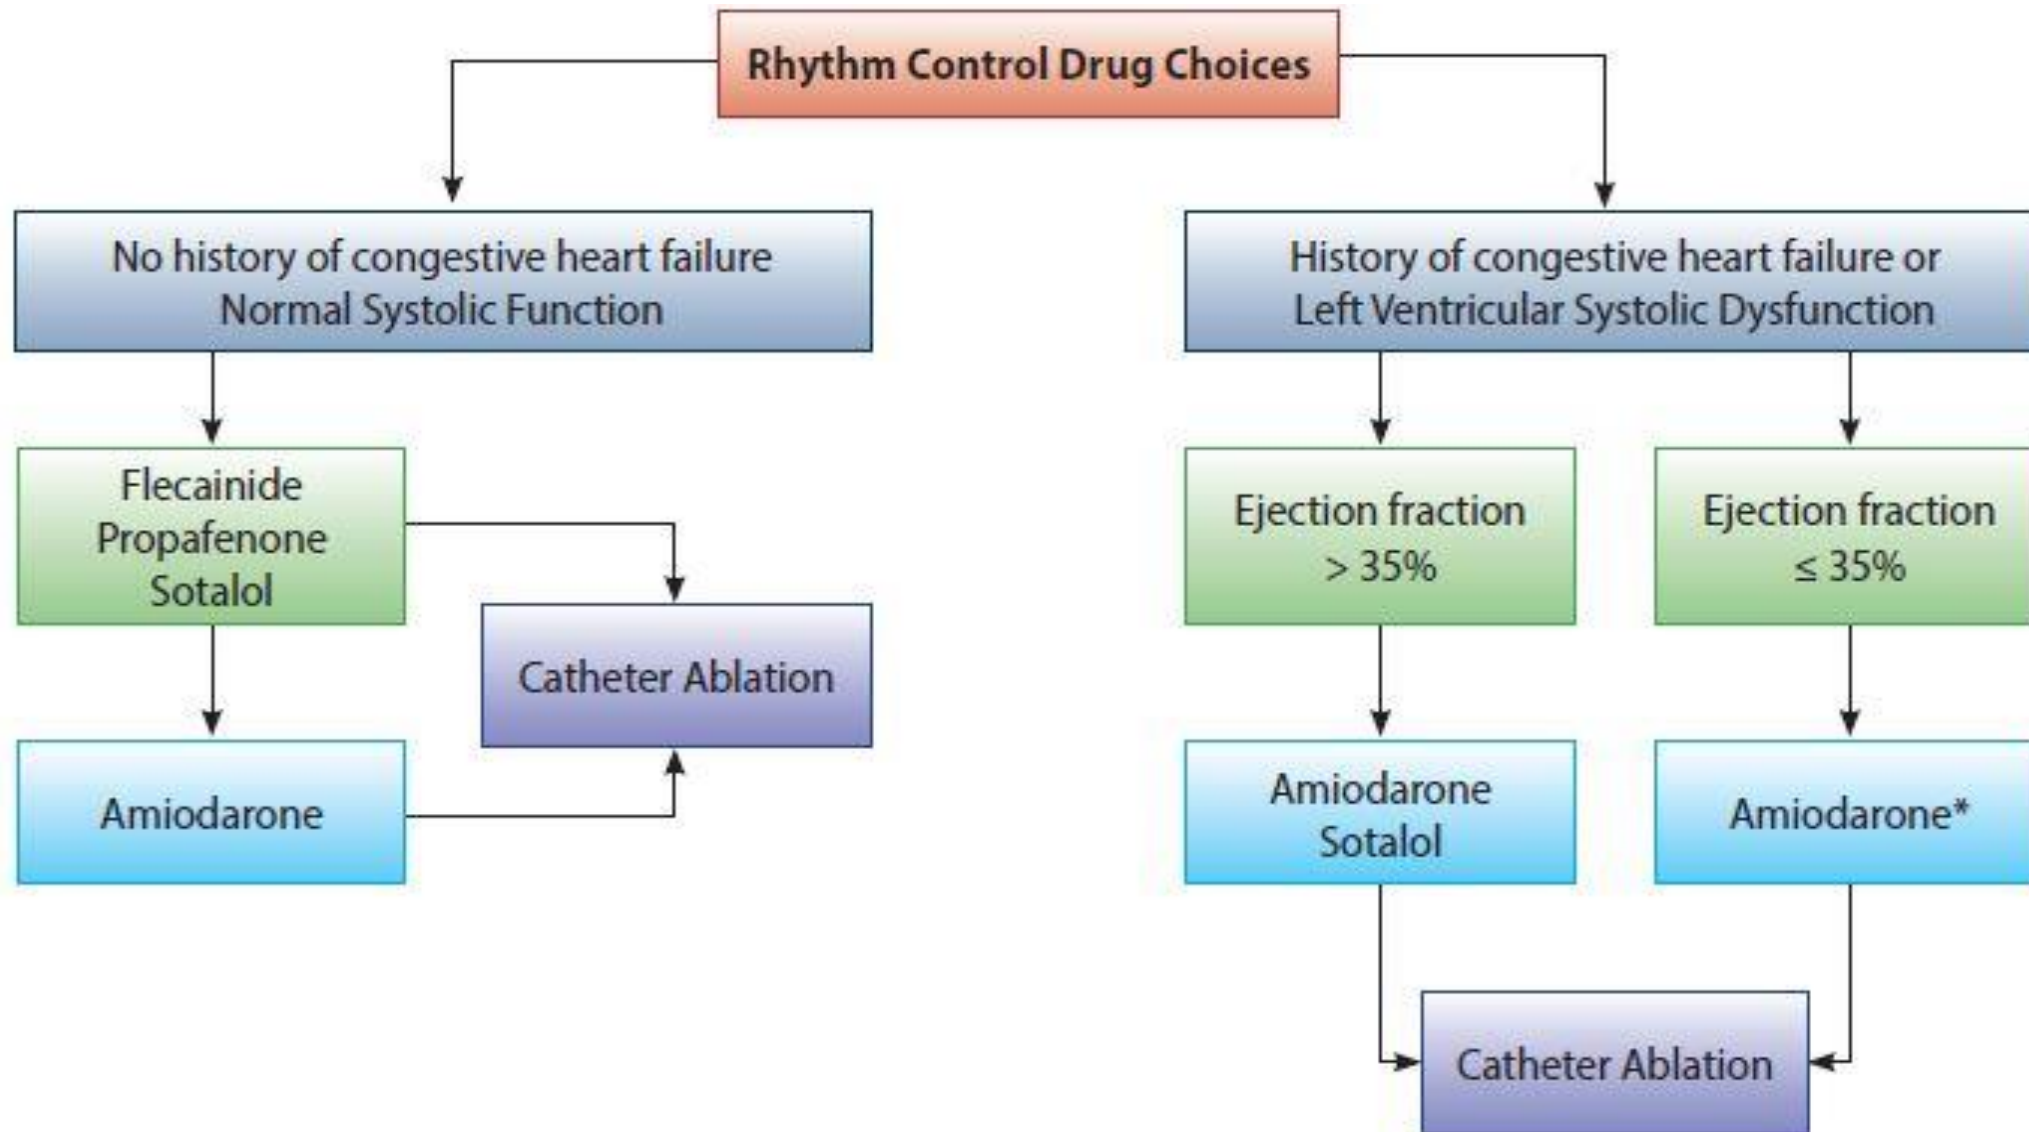 Rhythm Control Drug Choices
No history of congestive heart failure
Normal Systolic Function
History of congestive heart failure or
Left Ventricular Systolic Dysfunction
Flecainide
Propafenone
Sotalol
Ejection fraction
> 35%
Ejection fraction
≤ 35%
Catheter Ablation
Amiodarone
Amiodarone
Sotalol
Amiodarone*
Catheter Ablation